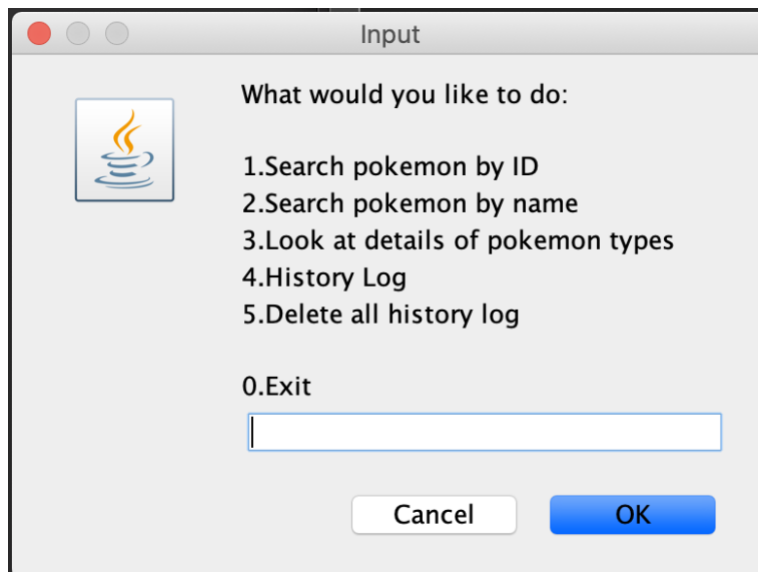 Input
What would you like to do:
1.Search pokemon by ID
2.Search pokemon by name
3.Look at details of pokemon types
4.History Log
5.Delete all history log
0.Exit
Cancel
OK